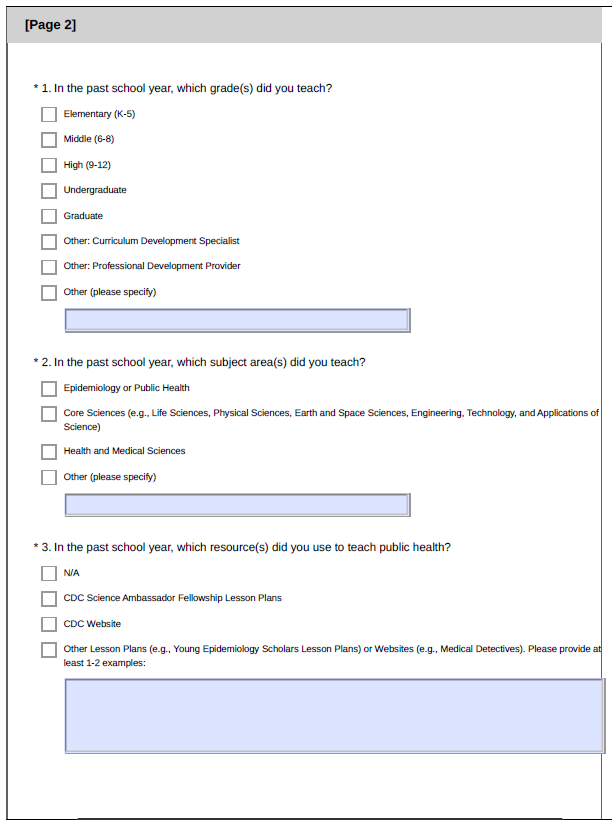 [Page 2]
* 1. In the past school year, which grade(s) did you teach?
Elementary (K-5)
Middle (6-8)
High (9-12)
Undergraduate
Graduate
Other: Curriculum Development Specialist
Other: Professional Development Provider
Other (please specify)
* 2. In the past school year, which subject area(s) did you teach?
Epidemiology or Public Health
Core Sciences (e.g., Life Sciences, Physical Sciences, Earth and Space Sciences, Engineering, Technology, and Applications of
Science)
Health and Medical Sciences
Other (please specify)
* 3. In the past school year, which resource(s) did you use to teach public health?
N/A
CDC Science Ambassador Fellowship Lesson Plans
CDC Website
Other Lesson Plans (e.g., Young Epidemiology Scholars Lesson Plans) or Websites (e.g., Medical Detectives). Please provide at
least 1-2 examples: